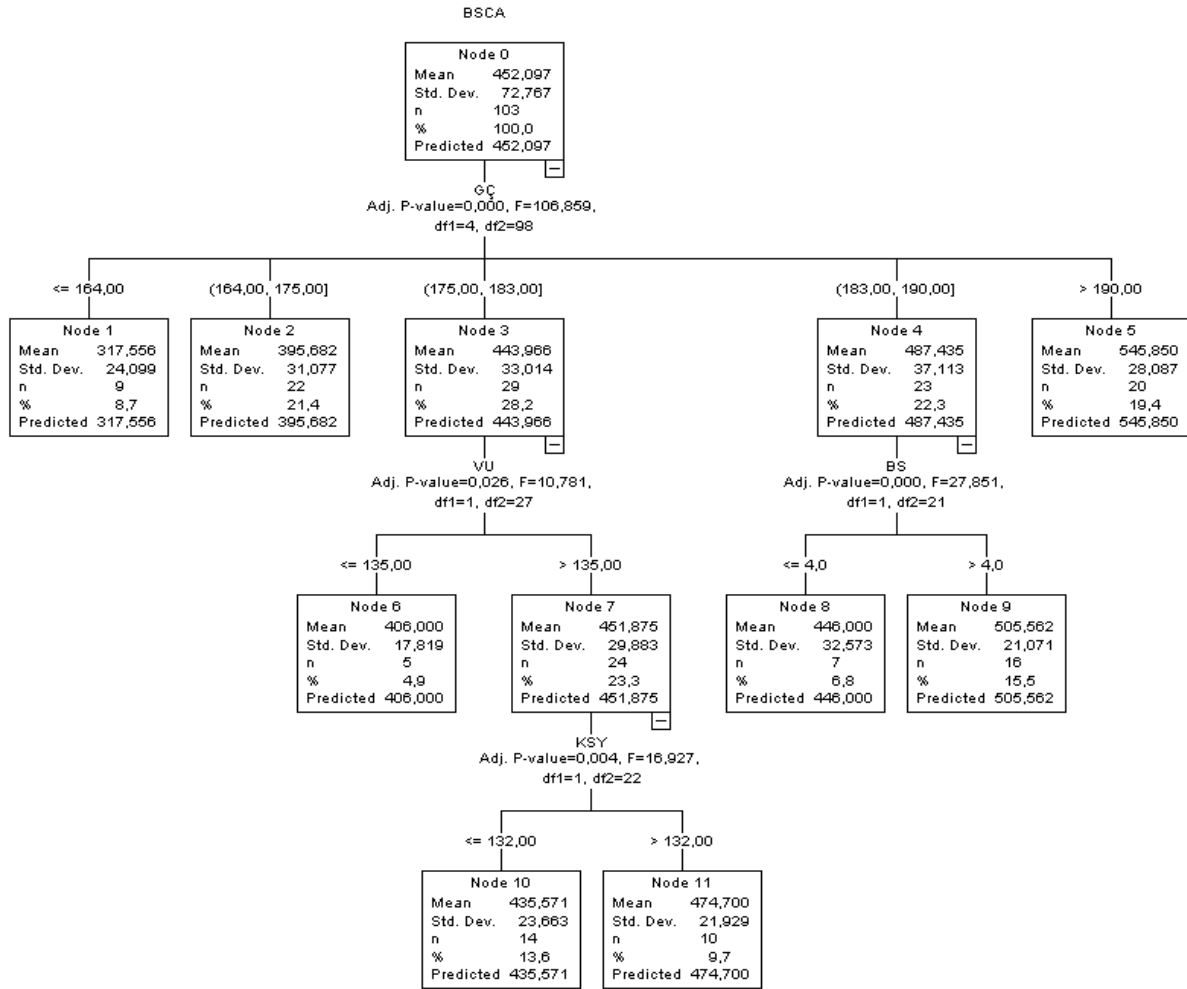 BSCA
Node 0
Mean 452,097
Std. Dev. 72,767
n 103
% 100,0
Predicted 452,097
GÇ
Adj. P-value=0,000, F=106,859,
df1=4, df2=98
<= 164,00
(164,00, 175,00]
(175,00, 183,00]
(183,00, 190,00]
> 190,00
Node 1
Mean 317,556
Std. Dev. 24,099
n 9
% 8,7
Predicted 317,556
Node 2
Mean 395,682
Std. Dev. 31,077
n 22
% 21,4
Predicted 395,682
Node 3
Mean 443,966
Std. Dev. 33,014
n 29
% 28,2
Predicted 443,966
Node 4
Mean 487,435
Std. Dev. 37,113
n 23
% 22,3
Predicted 487,435
Node 5
Mean 545,850
Std. Dev. 28,087
n 20
% 19,4
Predicted 545,850
VU
Adj. P-value=0,026, F=10,781,
df1=1, df2=27
BS
Adj. P-value=0,000, F=27,851,
df1=1, df2=21
<= 135,00
> 135,00
<= 4,0
> 4,0
Node 6
Mean 406,000
Std. Dev. 17,819
n 5
% 4,9
Predicted 406,000
Node 7
Mean 451,875
Std. Dev. 29,883
n 24
% 23,3
Predicted 451,875
Node 8
Mean 446,000
Std. Dev. 32,573
n 7
% 6,8
Predicted 446,000
Node 9
Mean 505,562
Std. Dev. 21,071
n 16
% 15,5
Predicted 505,562
KSY
Adj. P-value=0,004, F=16,927,
df1=1, df2=22
<= 132,00
> 132,00
Node 10
Mean 435,571
Std. Dev. 23,663
n 14
% 13,6
Predicted 435,571
Node 11
Mean 474,700
Std. Dev. 21,929
n 10
% 9,7
Predicted 474,700